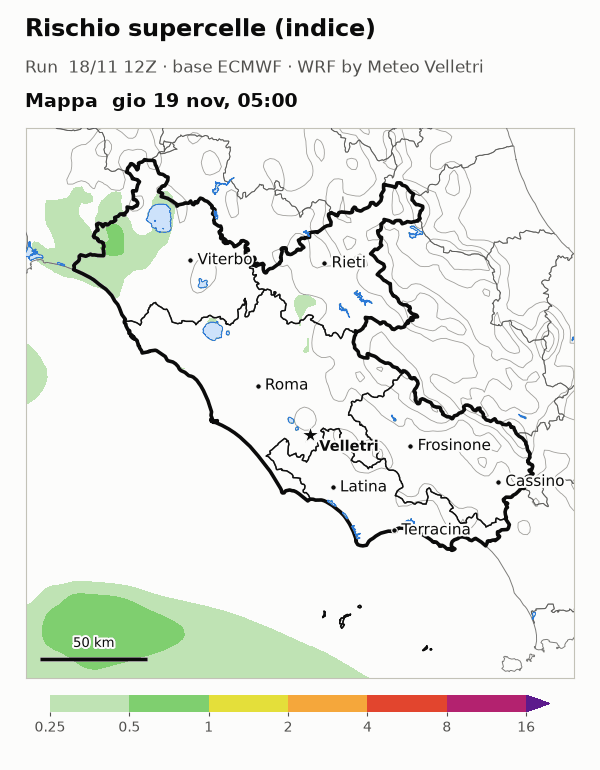 Rischio supercelle (indice)
Run  18/11 12Z · base ECMWF · WRF by Meteo Velletri
Mappa  gio 19 nov, 05:00
Viterbo
Rieti
Roma
Velletri
Frosinone
Latina
Cassino
Terracina
50 km
0.25 0.5 1 2 4 8 16